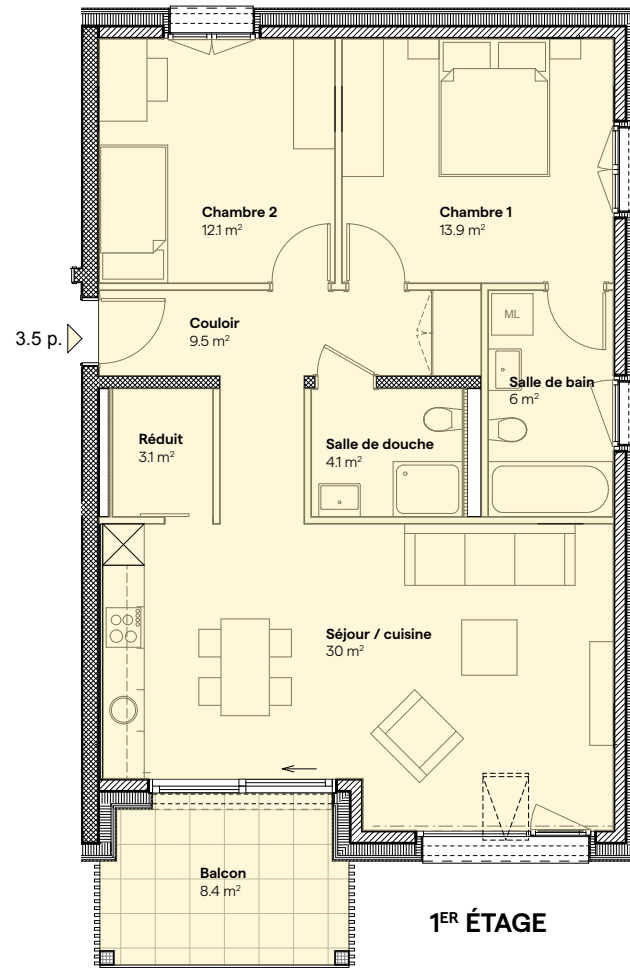 Chambre 2
12.1 m²
Chambre 1
13.9 m²
3.5 p.
Couloir
9.5 m²
ML
Salle de bain
6 m²
Réduit
3.1 m²
Salle de douche
4.1 m²
Séjour / cuisine
30 m²
Balcon
8.4 m²
1ER ÉTAGE